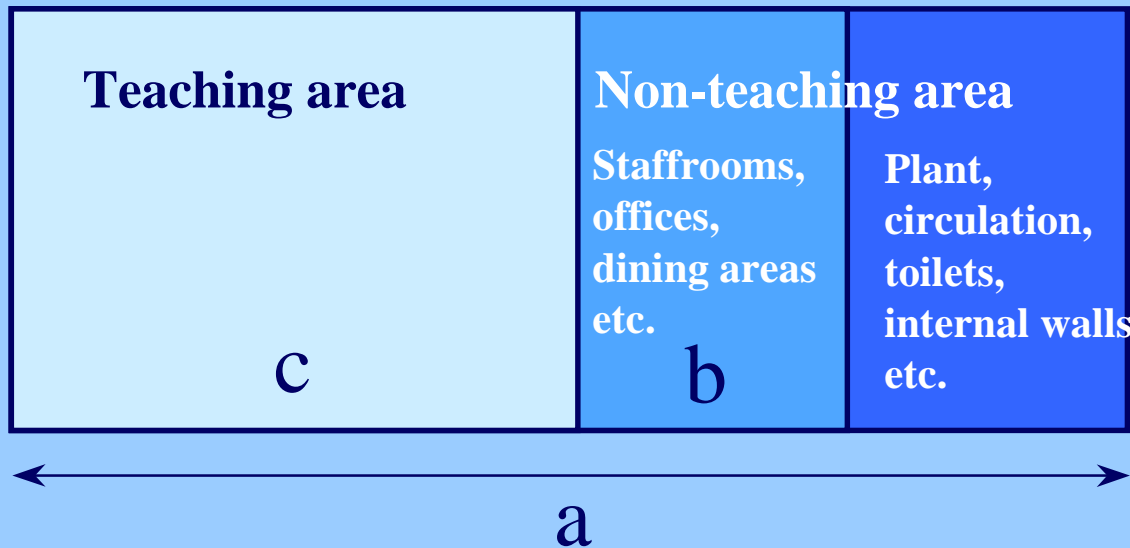 Teaching area
Non-teaching area
Staffrooms,
offices,
dining areas
etc.
Plant,
circulation,
toilets,
internal walls
etc.
c
b
a